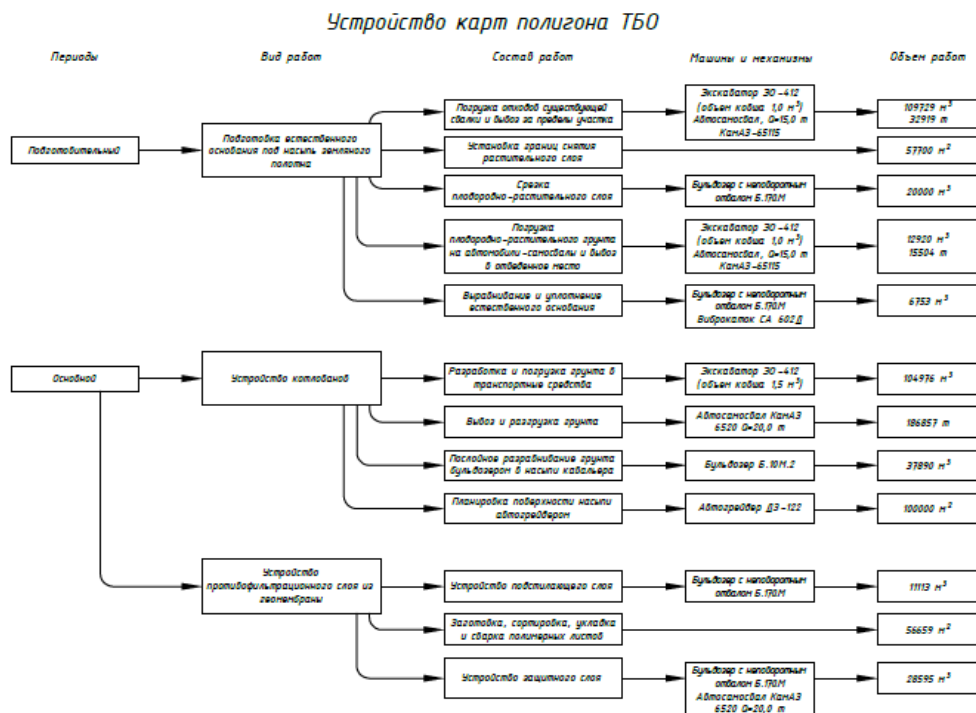 Устройство карт полигона ТБО
Периоды
Вид работ
Состав работ
Машины и механизмы
Объем работ
Подготовительный
Подготовка естественного
основания под насыпь земляного
полотна
Погрузка отходов существующей
свалки и вывоз за пределы участка
Экскаватор ЭО-412
(объем ковша 1,0 м³)
Автосамосвал, Q=15,0 т
КамАЗ-65115
109729 м³
32919 т
Установка границ снятия
растительного слоя
57700 м²
Срезка
плодородно-растительного слоя
Бульдозер с неповоротным
отвалом Б.170М
20000 м³
Погрузка
плодородно-растительного грунта
на автомобили-самосвалы и вывоз
в отведенное место
Экскаватор ЭО-412
(объем ковша 1,0 м³)
Автосамосвал, Q=15,0 т
КамАЗ-65115
12920 м³
15504 т
Выравнивание и уплотнение
естественного основания
Бульдозер с неповоротным
отвалом Б.170М
Виброкаток СА 602Д
6753 м³
Основной
Устройство котлованов
Разработка и погрузка грунта в
транспортные средства
Экскаватор ЭО-412
(объем ковша 1,5 м³)
104976 м³
Вывоз и разгрузка грунта
Автосамосвал КамАЗ
6520 Q=20,0 т
186857 т
Послойное разравнивание грунта
бульдозером в насыпи кавальера
Бульдозер Б.10М.2
37890 м³
Планировка поверхности насыпи
автогрейдером
Автогрейдер ДЗ-122
100000 м²
Устройство
противофильтрационного слоя из
геомембраны
Устройство подстилающего слоя
Бульдозер с неповоротным
отвалом Б.170М
11113 м³
Заготовка, сортировка, укладка
и сварка полимерных листов
56659 м²
Устройство защитного слоя
Бульдозер с неповоротным
отвалом Б.170М
Автосамосвал КамАЗ
6520 Q=20,0 т
28595 м³